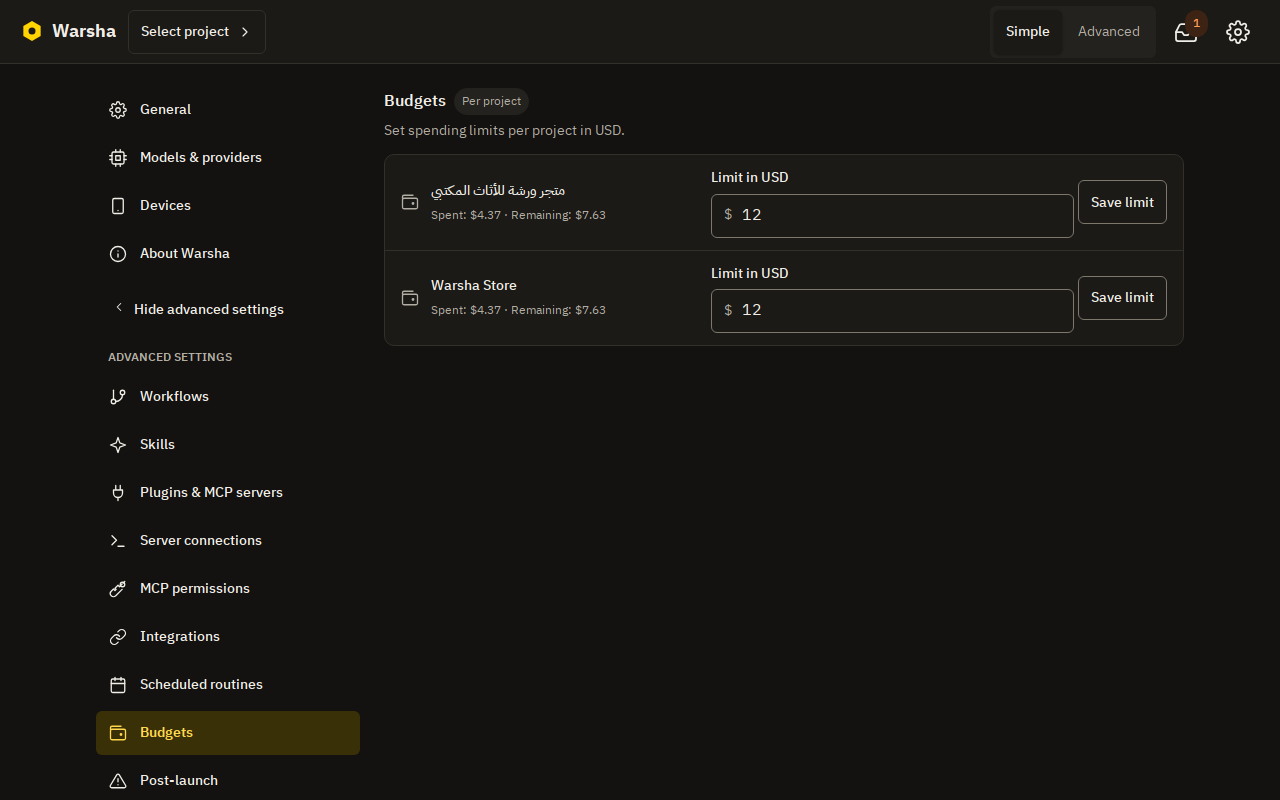 Warsha
Select project
Simple
Advanced
1
General
Models & providers
Devices
About Warsha
Hide advanced settings
ADVANCED SETTINGS
Workflows
Skills
Plugins & MCP servers
Server connections
MCP permissions
Integrations
Scheduled routines
Budgets
Post-launch
Budgets
Per project
Set spending limits per project in USD.
متجر ورشة للأثاث المكتبي
Spent: $4.37 · Remaining: $7.63
Limit in USD
$ 12
Save limit
Warsha Store
Spent: $4.37 · Remaining: $7.63
Limit in USD
$ 12
Save limit